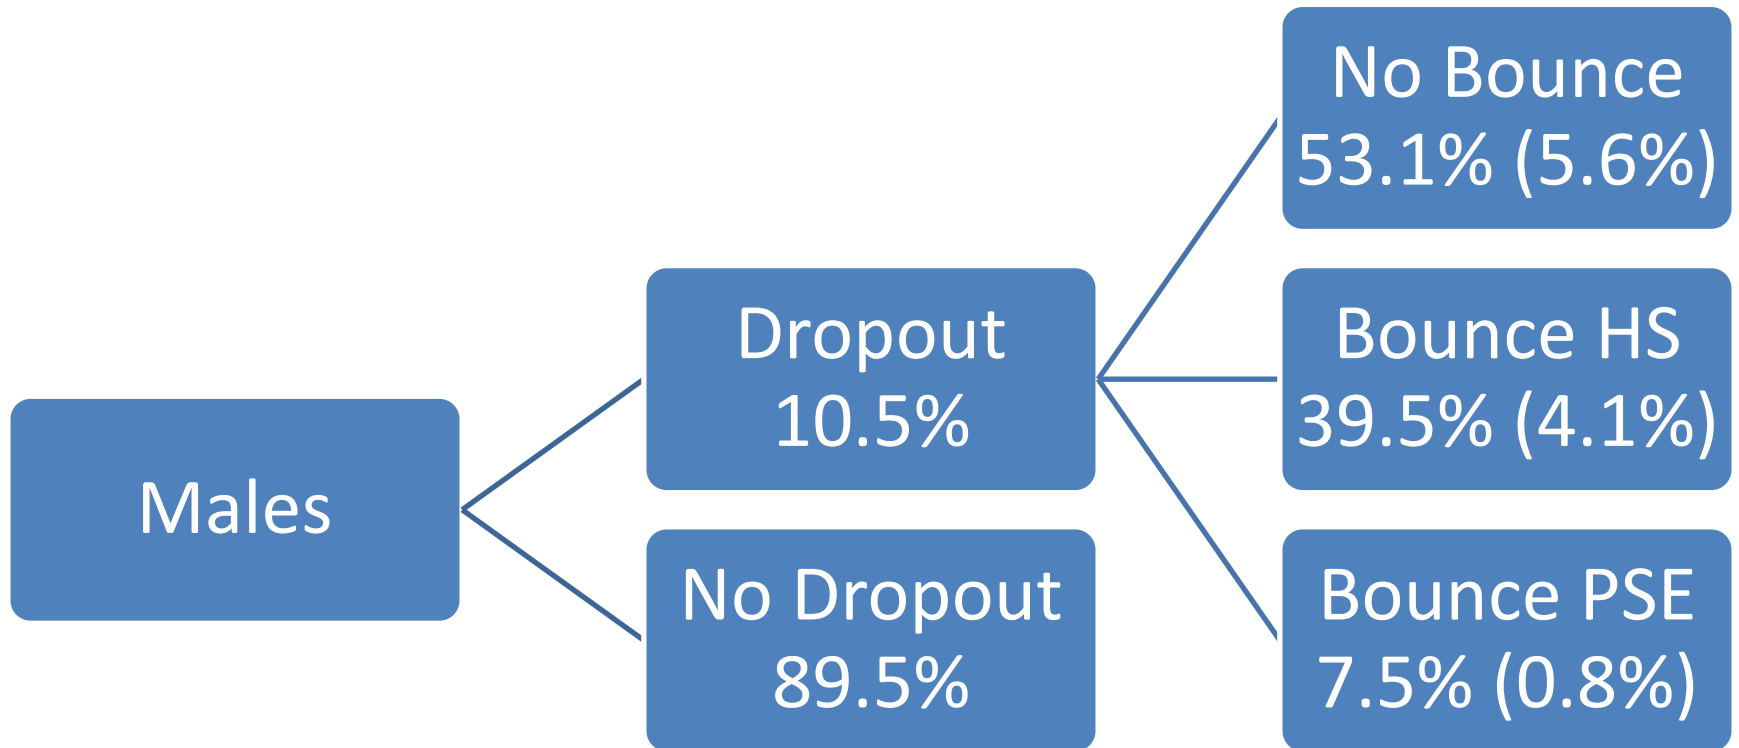 Males
Dropout
10.5%
No Dropout
89.5%
No Bounce
53.1% (5.6%)
Bounce HS
39.5% (4.1%)
Bounce PSE
7.5% (0.8%)